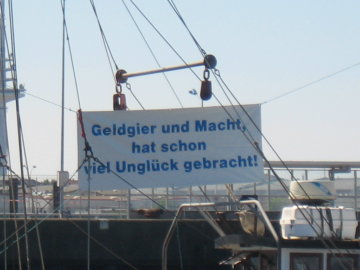 Geldgier und Macht,
hat schon
viel Unglück gebracht!